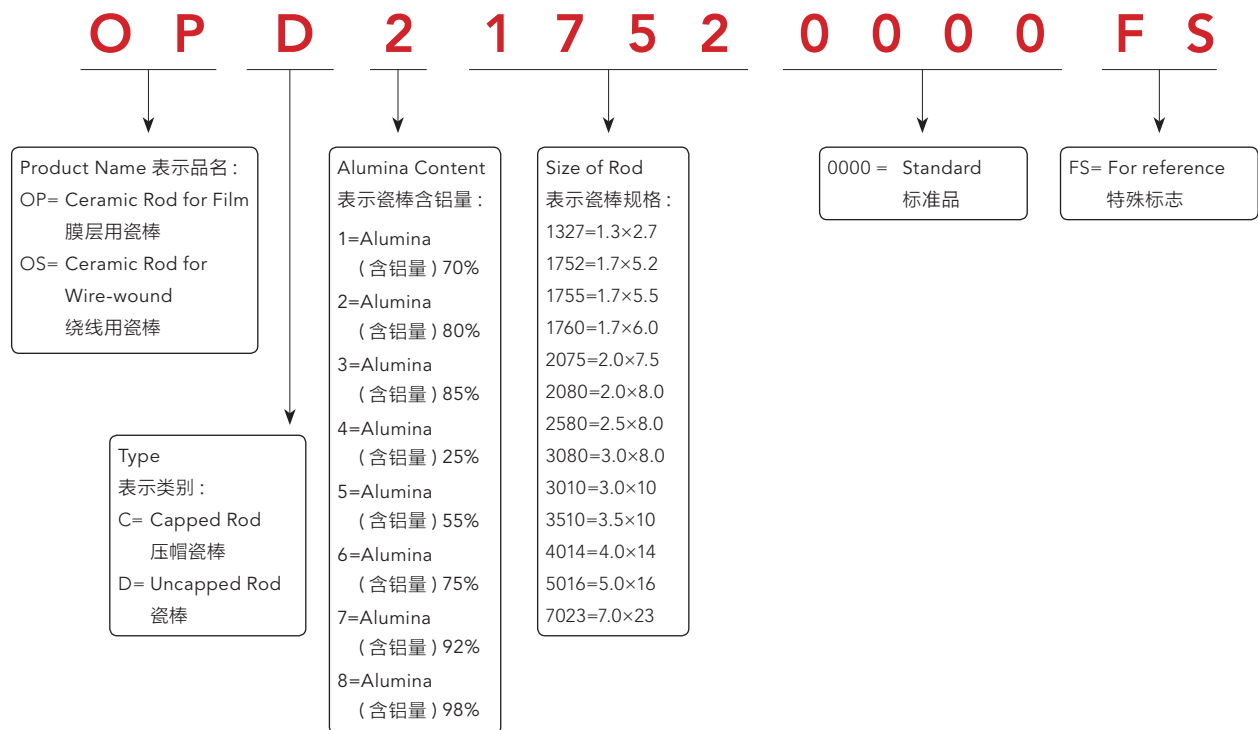 OPD217520000FS
Product Name 表示品名 :
OP= Ceramic Rod for Film
膜层用瓷棒
OS= Ceramic Rod for
Wire-wound
绕线用瓷棒
Type
表示类别 :
C= Capped Rod
压帽瓷棒
D= Uncapped Rod
瓷棒
Alumina Content
表示瓷棒含铝量 :
1=Alumina
( 含铝量 ) 70%
2=Alumina
( 含铝量 ) 80%
3=Alumina
( 含铝量 ) 85%
4=Alumina
( 含铝量 ) 25%
5=Alumina
( 含铝量 ) 55%
6=Alumina
( 含铝量 ) 75%
7=Alumina
( 含铝量 ) 92%
8=Alumina
( 含铝量 ) 98%
Size of Rod
表示瓷棒规格 :
1327=1.3×2.7
1752=1.7×5.2
1755=1.7×5.5
1760=1.7×6.0
2075=2.0×7.5
2080=2.0×8.0
2580=2.5×8.0
3080=3.0×8.0
3010=3.0×10
3510=3.5×10
4014=4.0×14
5016=5.0×16
7023=7.0×23
0000 = Standard
标准品
FS= For reference
特殊标志